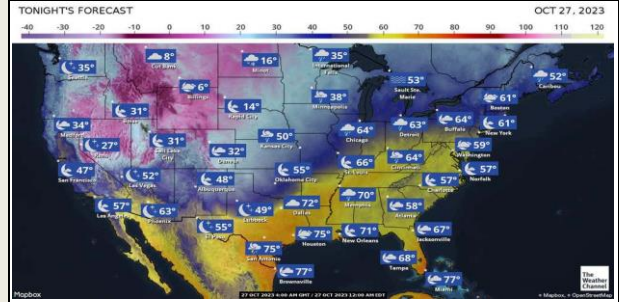 TONIGHT'S FORECAST OCT 27, 2023
-40 -30 -20 -10 0 10 20 30 40 50 60 70 80 90 100 110 120
35°
Seattle
8°
Cut Bank
16°
Minot
35°
International
Falls
52°
Caribou
6°
Billings
53°
Sault Ste.
Marie
14°
Rapid City
38°
Minneapolis
61°
Boston
31°
Boise
34°
Medford
64°
Chicago
63°
Detroit
64°
Buffalo
61°
New York
27°
Reno
31°
Salt Lake
City
32°
Denver
50°
Kansas City
59°
Washington
47°
San Francisco
52°
Las Vegas
48°
Albuquerque
55°
Oklahoma City
66°
St. Louis
64°
Cincinnati
57°
Norfolk
57°
Charlotte
57°
Los Angeles
63°
Phoenix
49°
Lubbock
72°
Dallas
70°
Memphis
58°
Atlanta
55°
El Paso
75°
San Antonio
75°
Houston
71°
New Orleans
67°
Jacksonville
77°
Brownsville
68°
Tampa
77°
Miami
The
Weather
Channel
Mapbox
27 OCT 2023 4:00 AM GMT / 27 OCT 2023 12:00 AM EDT
© Mapbox, © OpenStreetMap